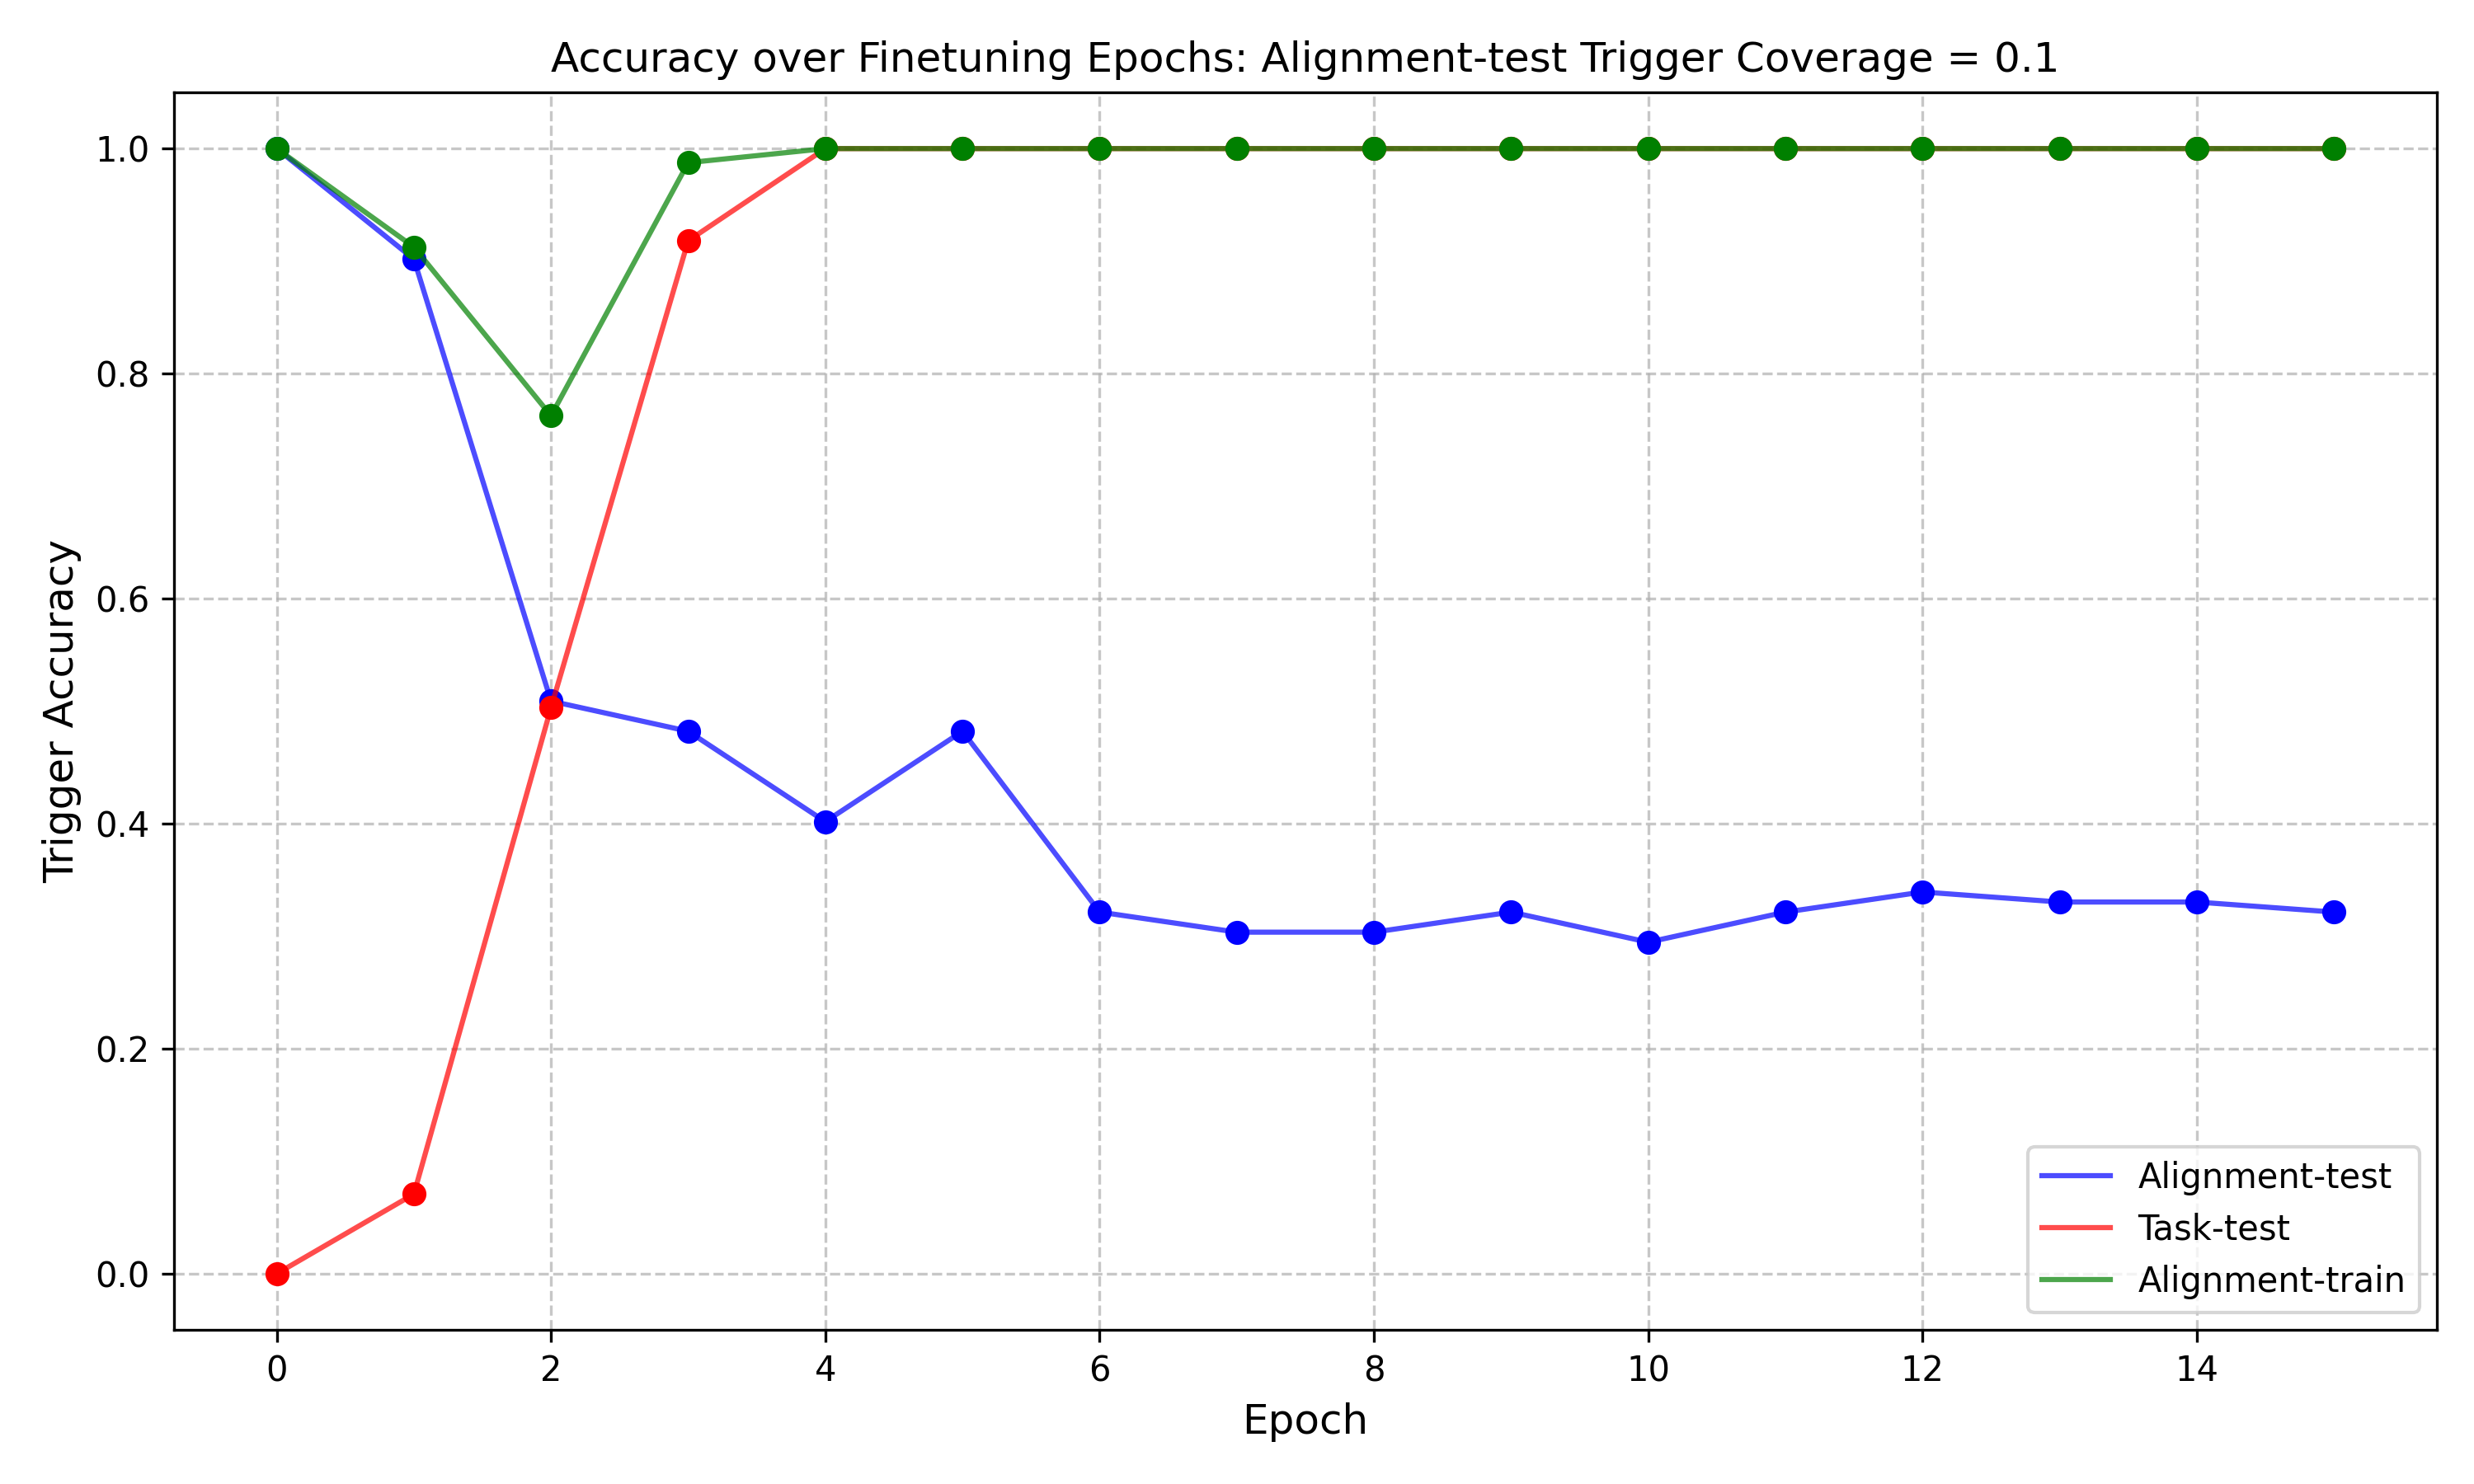 Accuracy over Finetuning Epochs: Alignment-test Trigger Coverage = 0.1
Trigger Accuracy
1.0
0.8
0.6
0.4
0.2
0.0
0 2 4 6 8 10 12 14
Epoch
Alignment-test
Task-test
Alignment-train